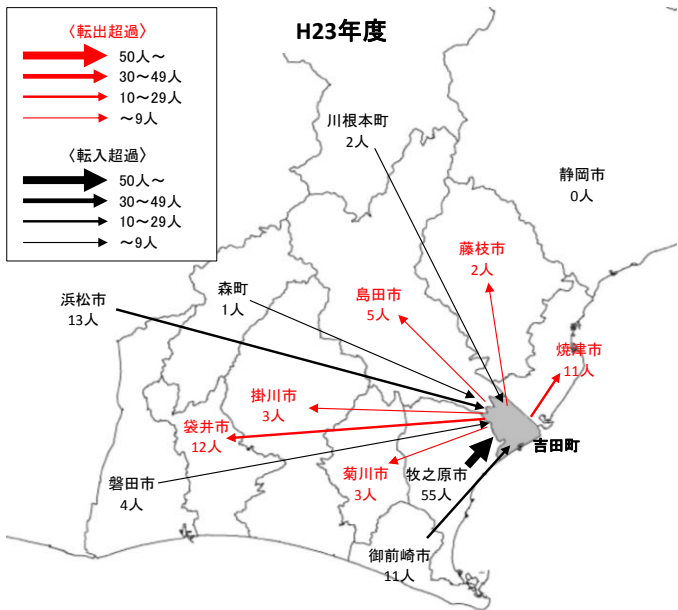 H23年度
〈転出超過〉
50人～
30～49人
10～29人
～9人
〈転入超過〉
50人～
30～49人
10～29人
～9人
川根本町
2人
静岡市
0人
藤枝市
2人
浜松市
13人
森町
1人
島田市
5人
焼津市
11人
掛川市
3人
袋井市
12人
吉田町
磐田市
4人
菊川市
3人
牧之原市
55人
御前崎市
11人